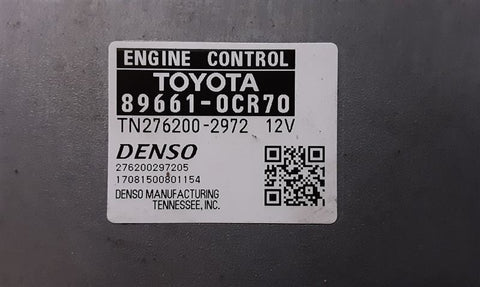 ENGINE CONTROL
TOYOTA
89661-0CR70
TN276200-2972 12V
DENSO
276200297205
17081500801154
DENSO MANUFACTURING
TENNESSEE, INC.